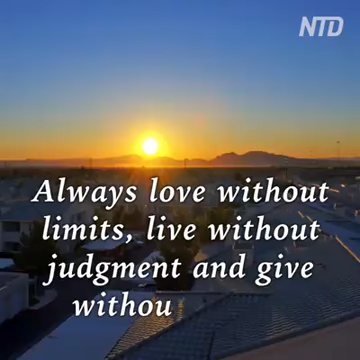 NTD
Always love without
limits, live without
judgment and give
withou